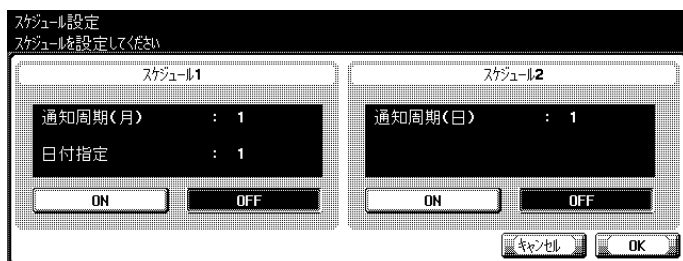 スケジュール設定
スケジュールを設定してください
スケジュール1
通知周期(月) : 1
日付指定 : 1
ON OFF
スケジュール2
通知周期(日) : 1
ON OFF
キャンセル OK